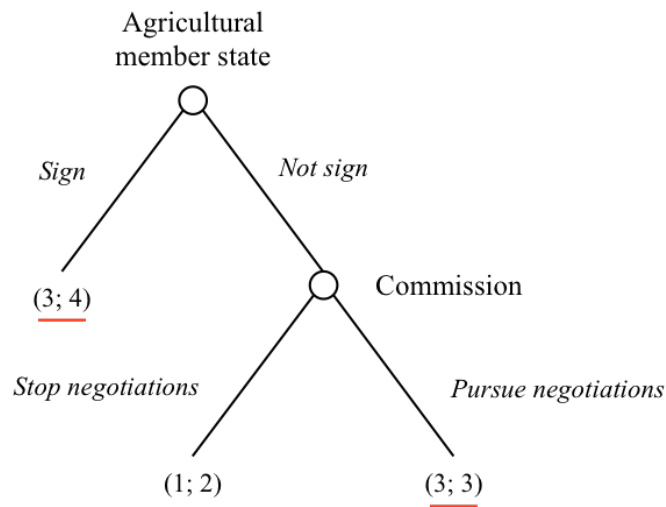 Agricultural
member state
Sign
Not sign
(3; 4)
Commission
Stop negotiations
Pursue negotiations
(1; 2)
(3; 3)